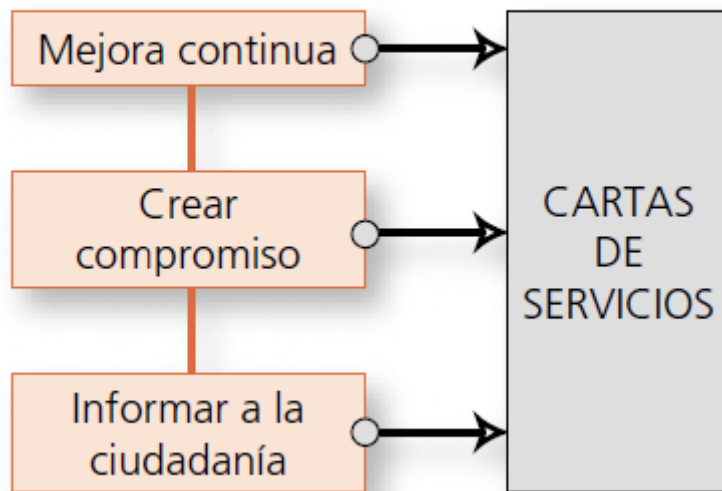 Mejora continua
Crear
compromiso
Informar a la
ciudadanía
CARTAS
DE
SERVICIOS